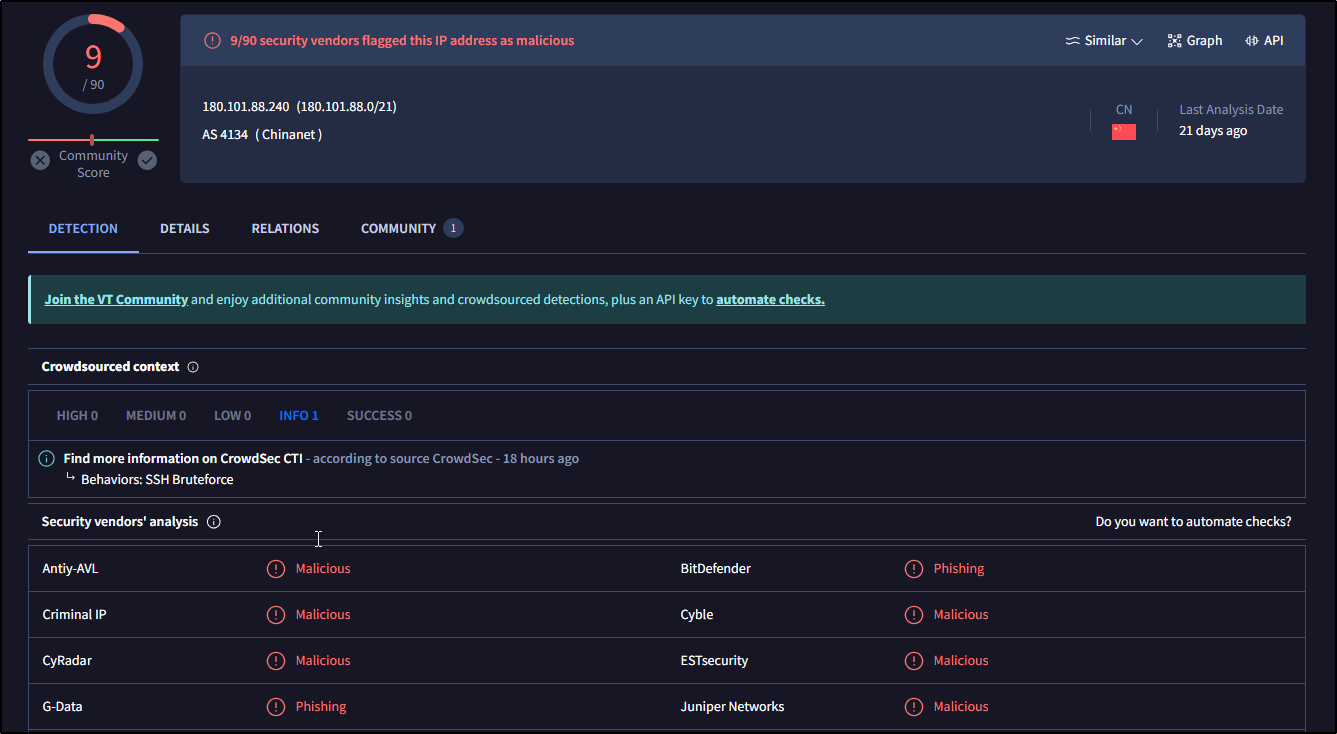 9
/ 90
Community
Score
9/90 security vendors flagged this IP address as malicious
Similar
Graph
API
180.101.88.240 (180.101.88.0/21)
AS 4134 ( Chinanet )
CN
Last Analysis Date
21 days ago
DETECTION DETAILS RELATIONS COMMUNITY 1
Join the VT Community and enjoy additional community insights and crowdsourced detections, plus an API key to automate checks.
Crowdsourced context
HIGH 0 MEDIUM 0 LOW 0 INFO 1 SUCCESS 0
Find more information on CrowdSec CTI - according to source CrowdSec - 18 hours ago
Behaviors: SSH Bruteforce
Security vendors' analysis
Do you want to automate checks?
Antiy-AVL Malicious BitDefender Phishing
Criminal IP Malicious Cyble Malicious
CyRadar Malicious ESTsecurity Malicious
G-Data Phishing Juniper Networks Malicious